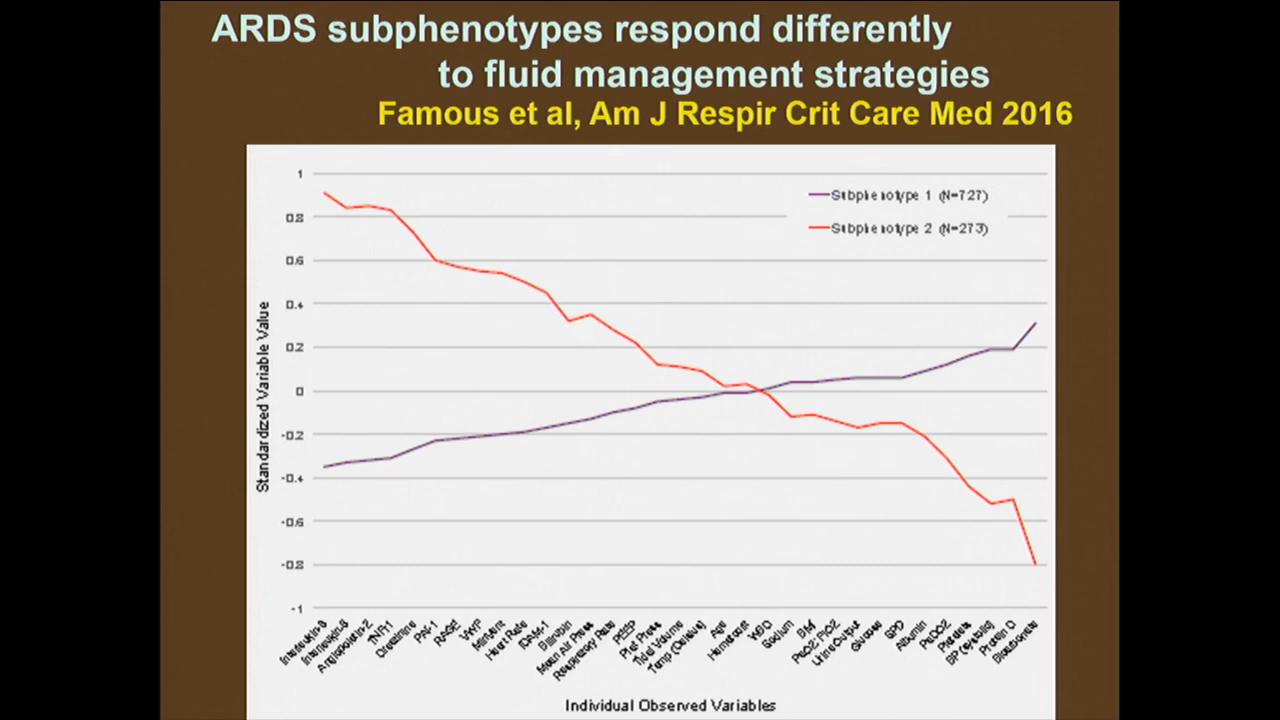 ARDS subphenotypes respond differently
to fluid management strategies
Famous et al, Am J Respir Crit Care Med 2016
1
0.8
0.6
0.4
0.2
0
-0.2
-0.4
-0.6
-0.8
-1
Standardized Variable Value
Subphenotype 1 (N=727)
Subphenotype 2 (N=273)
Interleukin-8
Interleukin-6
Angiopoietin-2
TNFr1
Creatinine
PAI-1
RAGE
VWF
MinVent
Heart Rate
ICAM-1
Bilirubin
Mean Air Press
Respiratory Rate
PEEP
Plat Press
Tidal Volume
Temp (Celsius)
Age
Hematocrit
WBC
Sodium
BMI
PaO2: FiO2
Urine Output
Glucose
Albumin
PaCO2
Platelets
BP (systolic)
Protein C
Bicarbonate
Individual Observed Variables